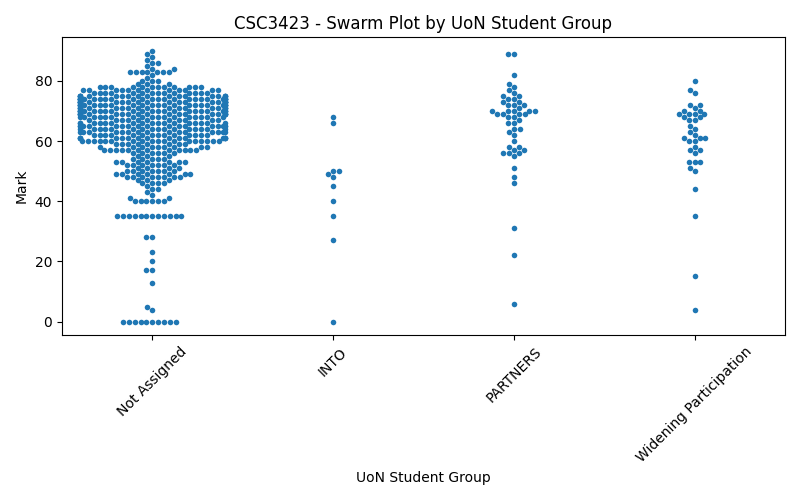 CSC3423 - Swarm Plot by UoN Student Group
Mark
80
60
40
20
0
Not Assigned
INTO
PARTNERS
Widening Participation
UoN Student Group